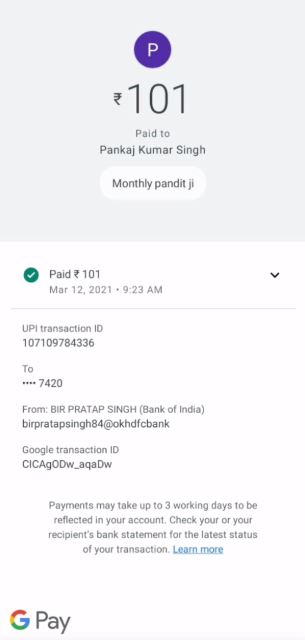 P
₹101
Paid to
Pankaj Kumar Singh
Monthly pandit ji
Paid ₹ 101
Mar 12, 2021 • 9:23 AM
UPI transaction ID
107109784336
To
•••• 7420
From: BIR PRATAP SINGH (Bank of India)
birpratapsingh84@okhdfcbank
Google transaction ID
CICAgODw_aqaDw
Payments may take up to 3 working days to be
reflected in your account. Check your or your
recipient's bank statement for the latest status
of your transaction. Learn more
G Pay